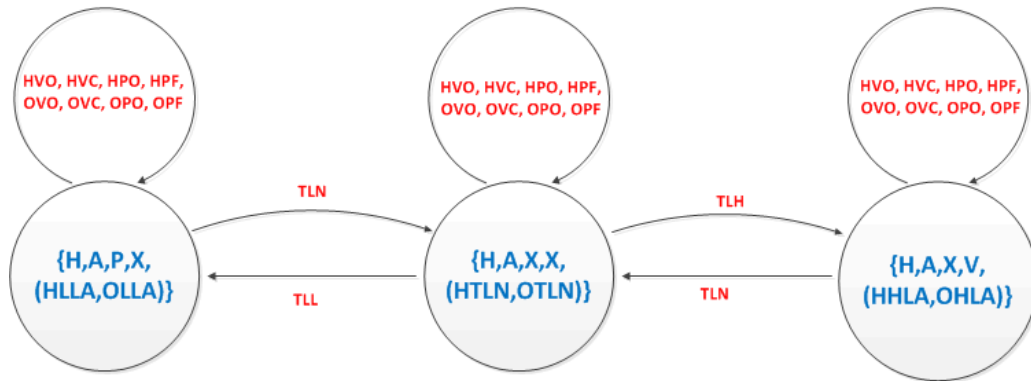 HVO, HVC, HPO, HPF,
OVO, OVC, OPO, OPF
HVO, HVC, HPO, HPF,
OVO, OVC, OPO, OPF
HVO, HVC, HPO, HPF,
OVO, OVC, OPO, OPF
TLN
TLH
{H,A,P,X,
(HLLA,OLLA)}
{H,A,X,X,
(HTLN,OTLN)}
{H,A,X,V,
(HHLA,OHLA)}
TLL
TLN